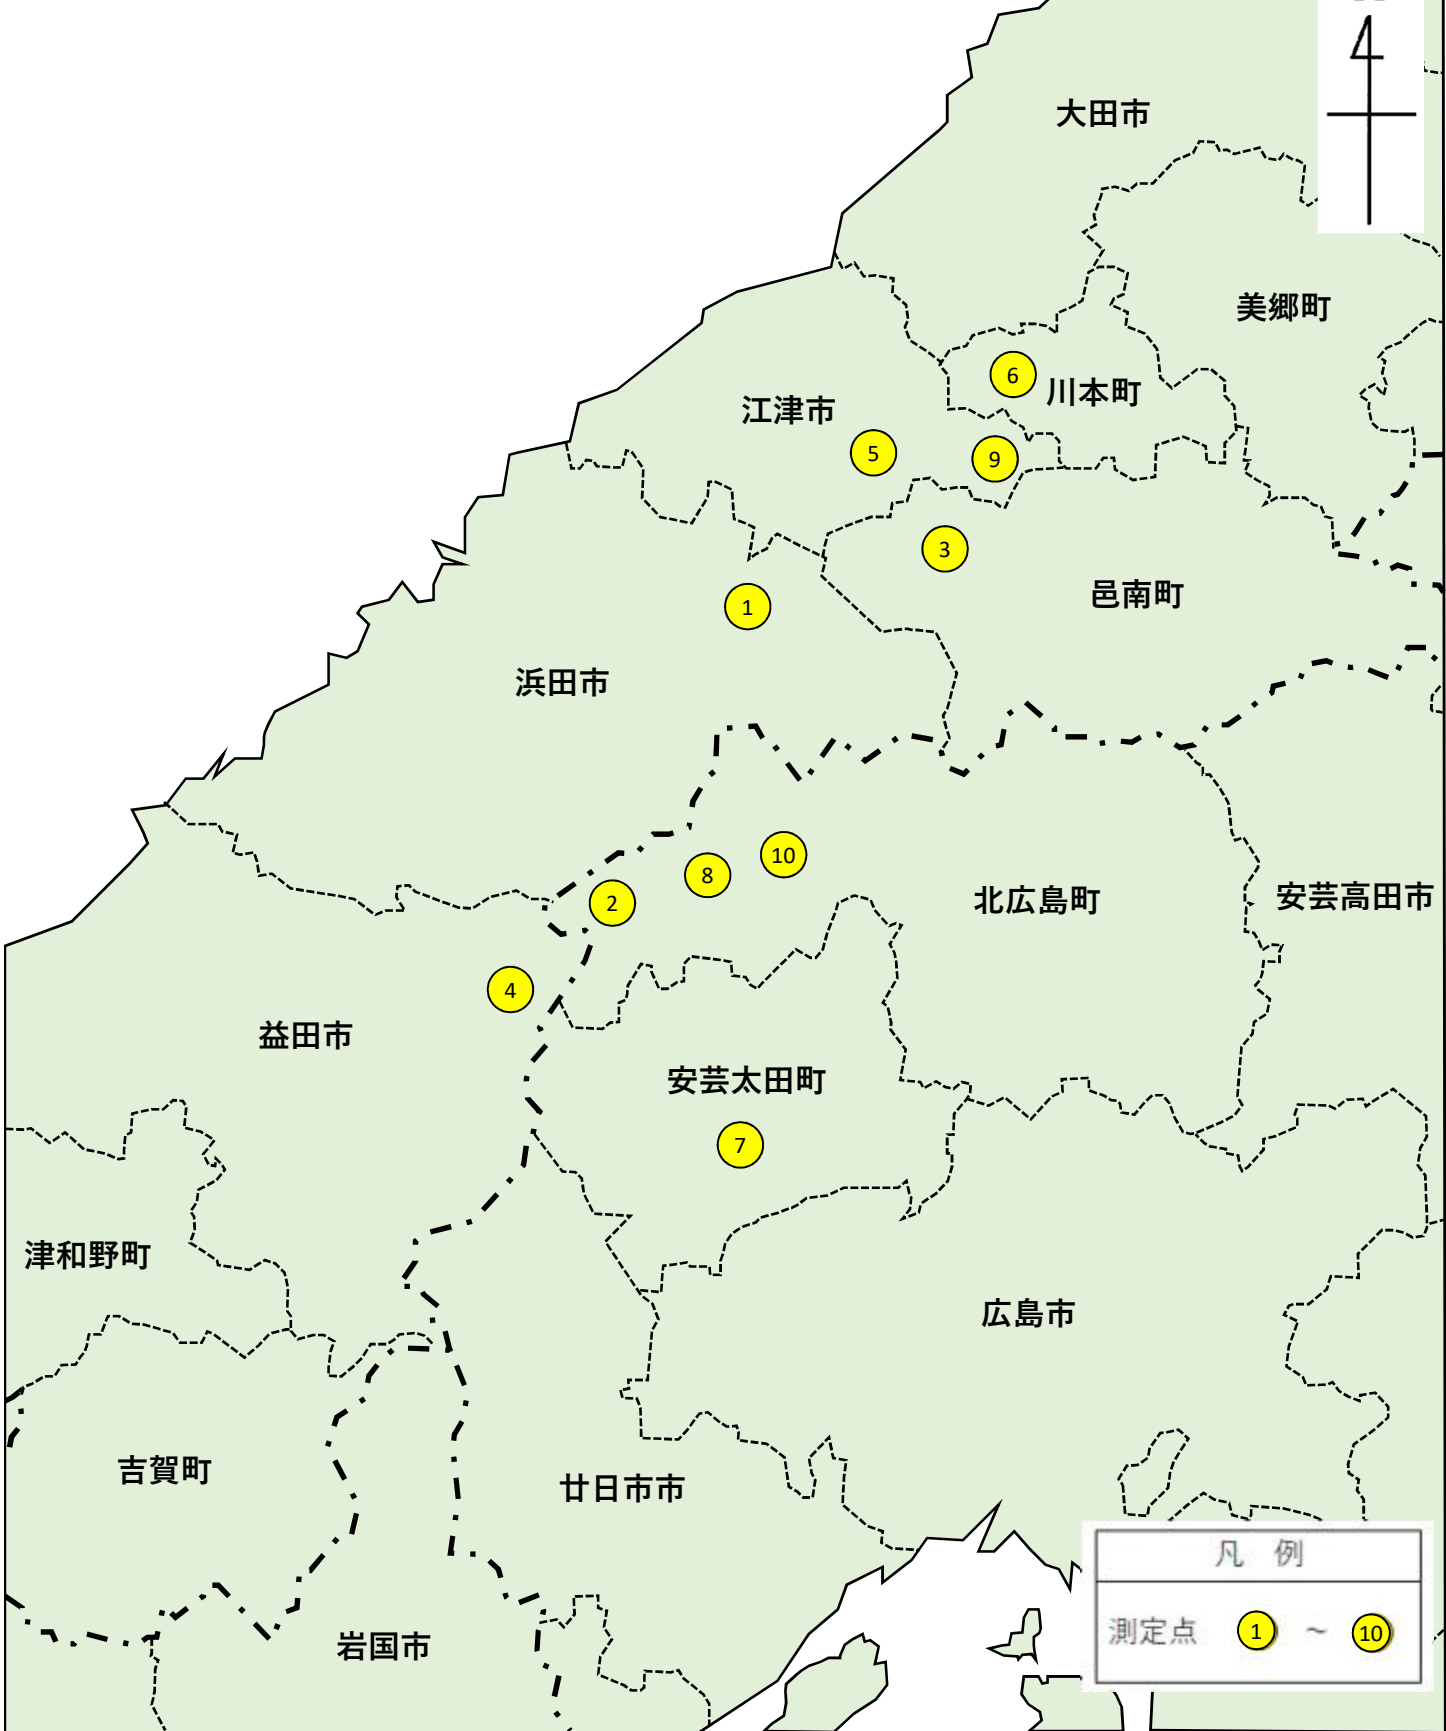 大田市
美郷町
6
川本町
江津市
5
9
3
邑南町
1
浜田市
10
8
2
北広島町
安芸高田市
4
益田市
安芸太田町
7
津和野町
広島市
吉賀町
廿日市市
岩国市
凡 例
測定点 1 ～ 10